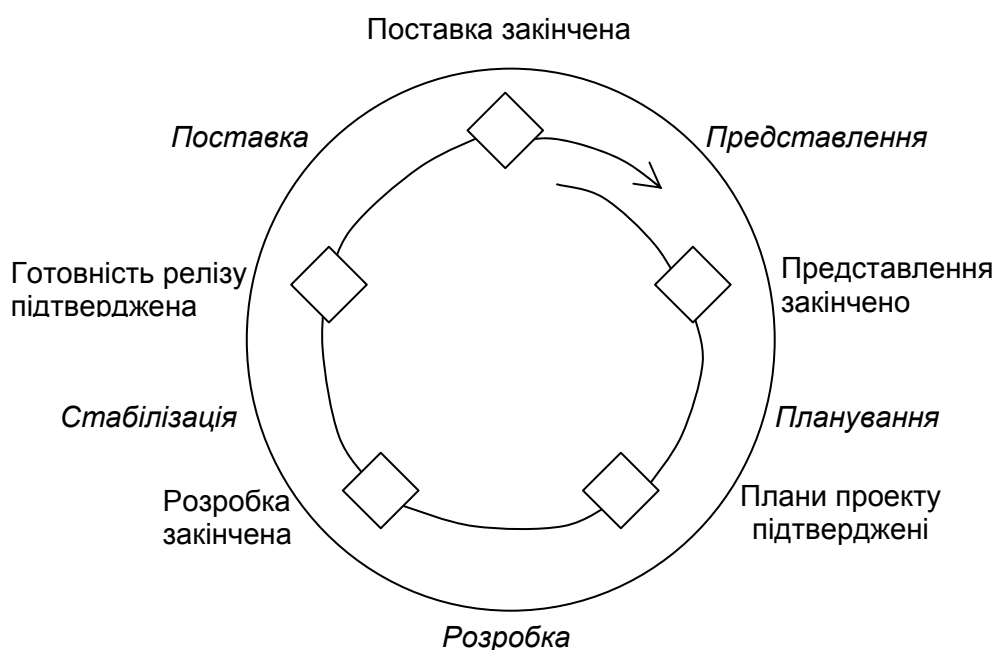 Поставка закінчена
Поставка
Представлення
Готовність релізу
підтверджена
Представлення
закінчено
Стабілізація
Планування
Розробка
закінчена
Плани проекту
підтверджені
Розробка